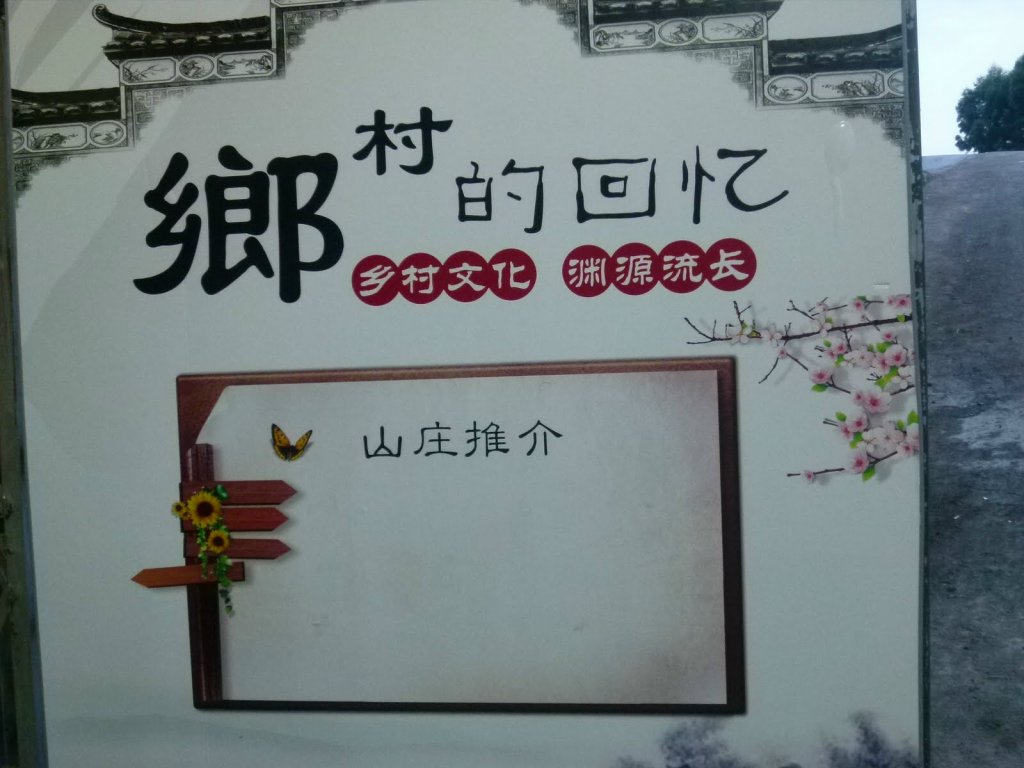 鄉村的回忆
乡村文化 渊源流长
山庄推介